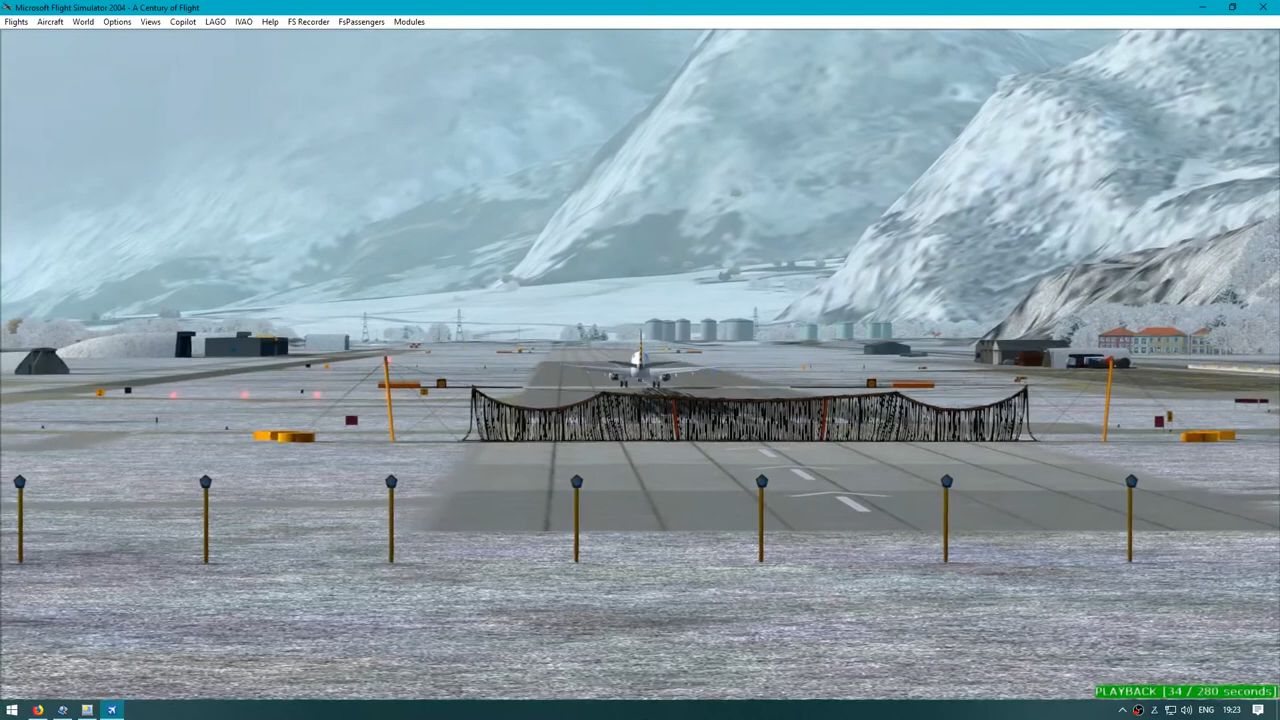 Microsoft Flight Simulator 2004 - A Century of Flight
Flights Aircraft World Options Views Copilot LAGO IVAO Help FS Recorder FsPassengers Modules
PLAYBACK [34 / 280 seconds]
ENG 19:23